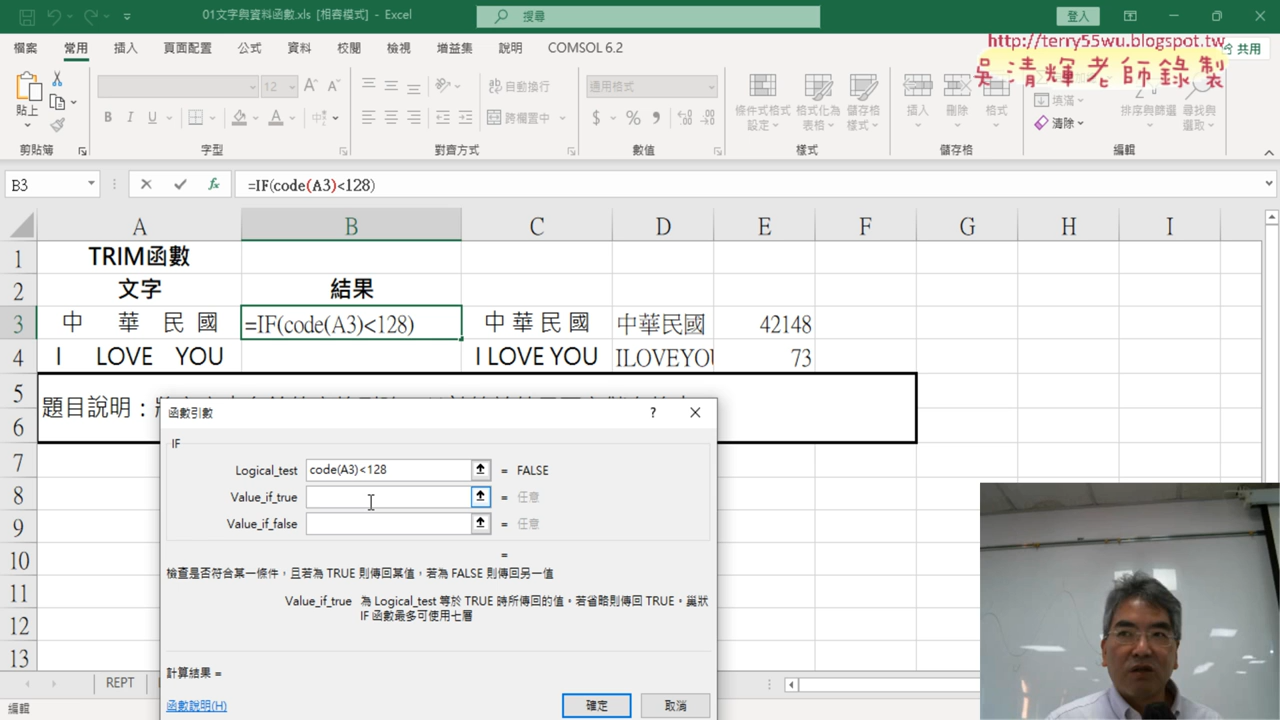 01文字與資料函數.xls [相容模式] - Excel
搜尋
登入
檔案 常用 插入 頁面配置 公式 資料 校閱 檢視 增益集 說明 COMSOL 6.2
共用
http://terry55wu.blogspot.tw
吳清輝老師錄製
貼上
12
自動換行
跨欄置中
通用格式
條件式格式設定
格式化為表格
儲存格樣式
插入
刪除
格式
填滿
清除
排序與篩選
尋找與選取
剪貼簿 字型 對齊方式 數值 樣式 儲存格 編輯
B3 =IF(code(A3)<128)
A B C D E F G H I
1 TRIM函數
2 文字 結果
3 中 華 民 國 =IF(code(A3)<128) 中 華 民 國 中華民國 42148
4 I LOVE YOU I LOVE YOU ILOVEYOU 73
5
題目說明：
6
7
8
9
10
11
12
13
函數引數 ?
IF
Logical_test code(A3)<128 = FALSE
Value_if_true = 任意
Value_if_false = 任意
=
檢查是否符合某一條件，且若為 TRUE 則傳回某值，若為 FALSE 則傳回另一值
Value_if_true 為 Logical_test 等於 TRUE 時所傳回的值。若省略則傳回 TRUE。巢狀
IF 函數最多可使用七層
計算結果 =
函數說明(H) 確定 取消
REPT
編輯